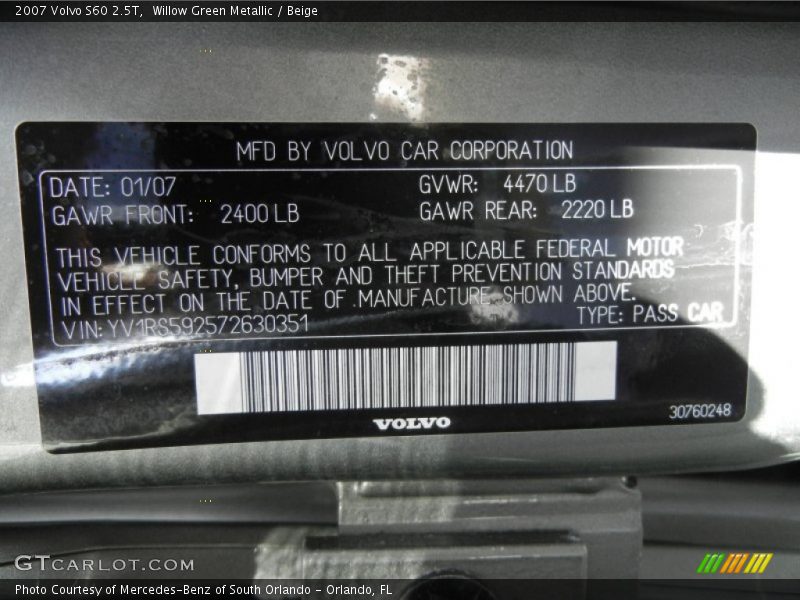 2007 Volvo S60 2.5T, Willow Green Metallic / Beige
MFD BY VOLVO CAR CORPORATION
DATE: 01/07 GVWR: 4470 LB
GAWR FRONT: 2400 LB GAWR REAR: 2220 LB
THIS VEHICLE CONFORMS TO ALL APPLICABLE FEDERAL MOTOR
VEHICLE SAFETY, BUMPER AND THEFT PREVENTION STANDARDS
IN EFFECT ON THE DATE OF MANUFACTURE SHOWN ABOVE.
VIN: YV1RS592572630351 TYPE: PASS CAR
VOLVO
30760248
GTCARLOT.COM
Photo Courtesy of Mercedes-Benz of South Orlando - Orlando, FL